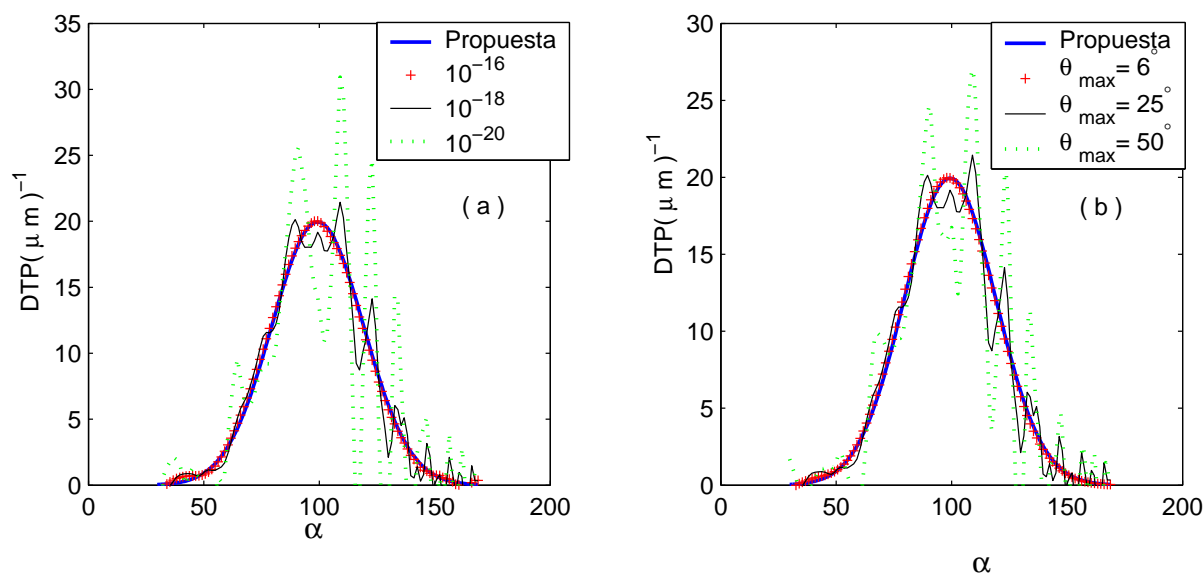 35
30
25
20
15
10
5
0
0 50 100 150 200
DTP( μ m )⁻¹
α
Propuesta
10⁻¹⁶
10⁻¹⁸
10⁻²⁰
( a )
30
25
20
15
10
5
0
0 50 100 150 200
DTP( μ m )⁻¹
α
Propuesta
θ max= 6°
θ max= 25°
θ max= 50°
( b )